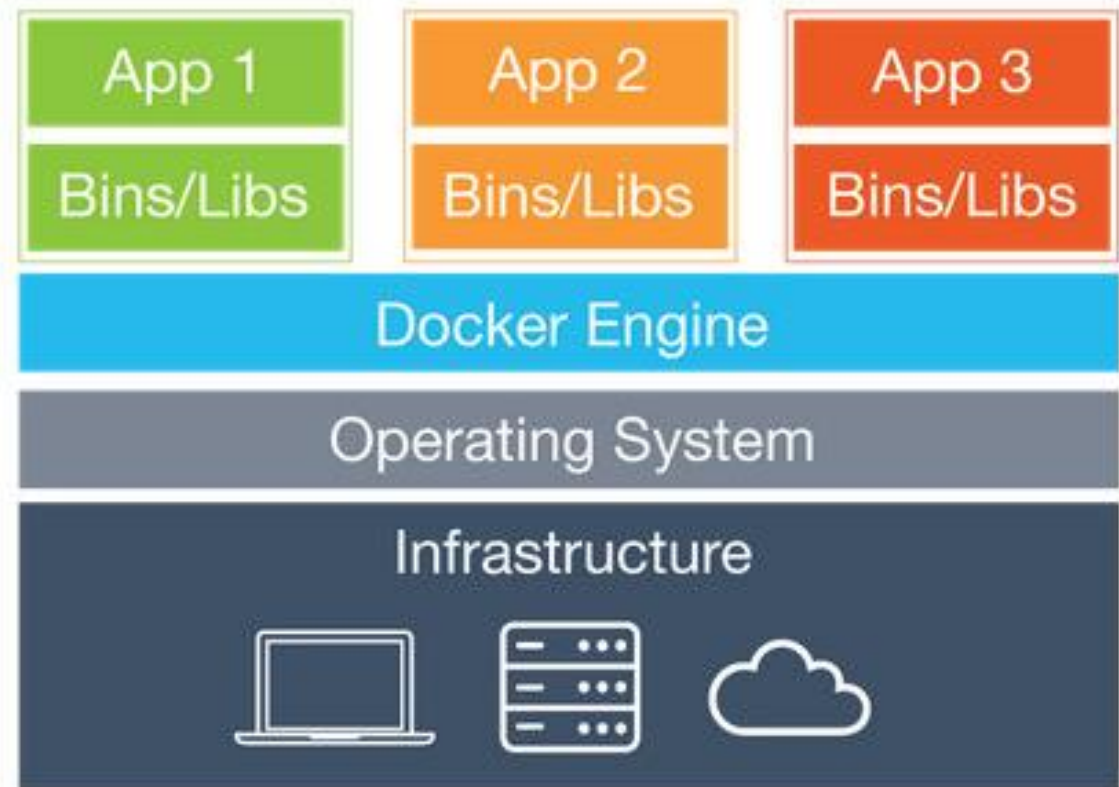 App 1
App 2
App 3
Bins/Libs
Bins/Libs
Bins/Libs
Docker Engine
Operating System
Infrastructure